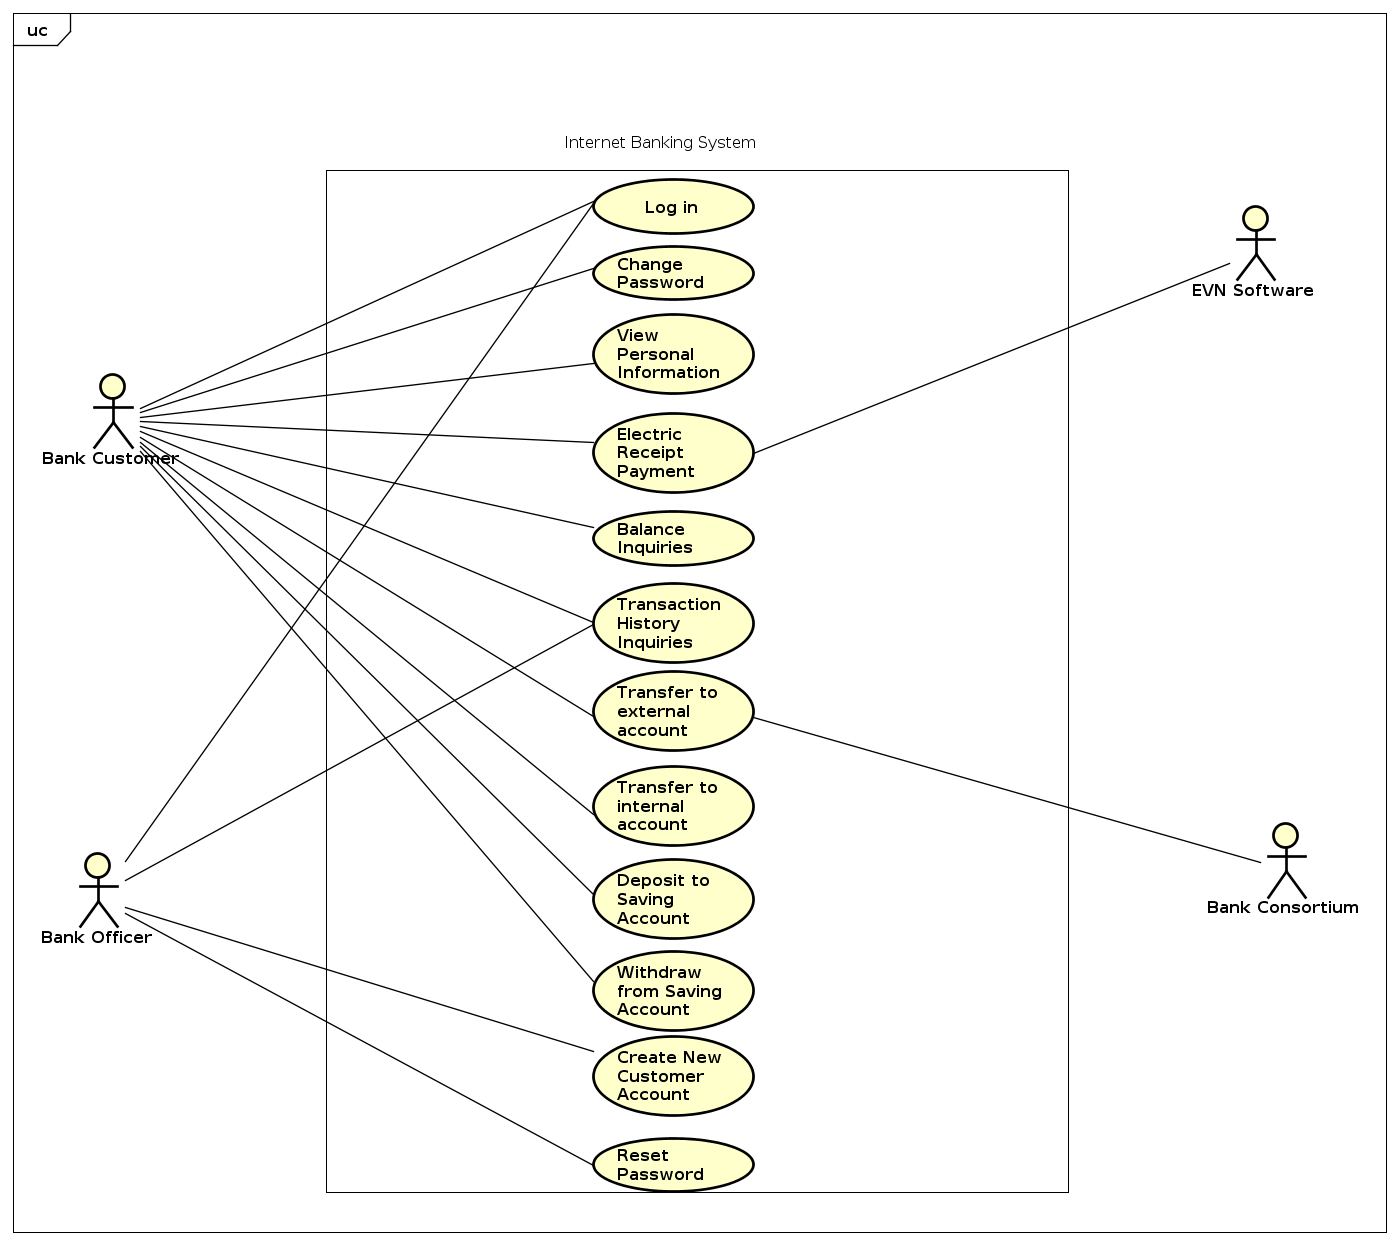 uc
Internet Banking System
Log in
Change
Password
View
Personal
Information
Electric
Receipt
Payment
Balance
Inquiries
Transaction
History
Inquiries
Transfer to
external
account
Transfer to
internal
account
Deposit to
Saving
Account
Withdraw
from Saving
Account
Create New
Customer
Account
Reset
Password
Bank Customer
Bank Officer
EVN Software
Bank Consortium